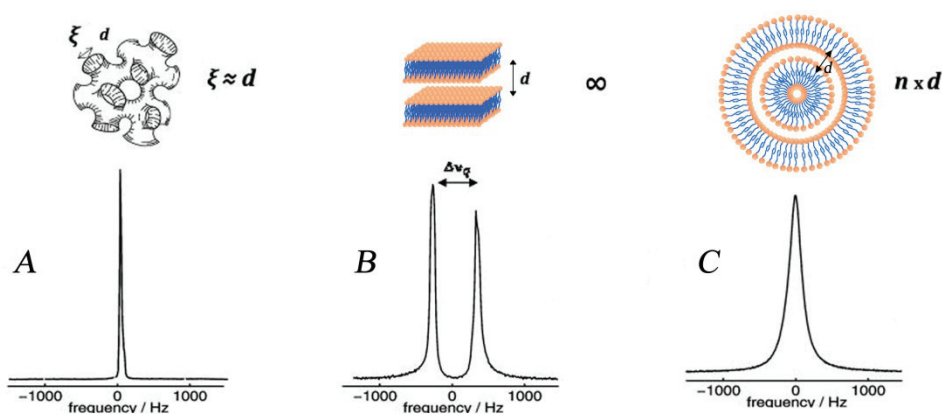 ξ d
ξ ≈ d
d
∞
d
n x d
A
−1000 0 1000
frequency / Hz
B
Δν_q
−1000 0 1000
frequency / Hz
C
−1000 0 1000
frequency / Hz